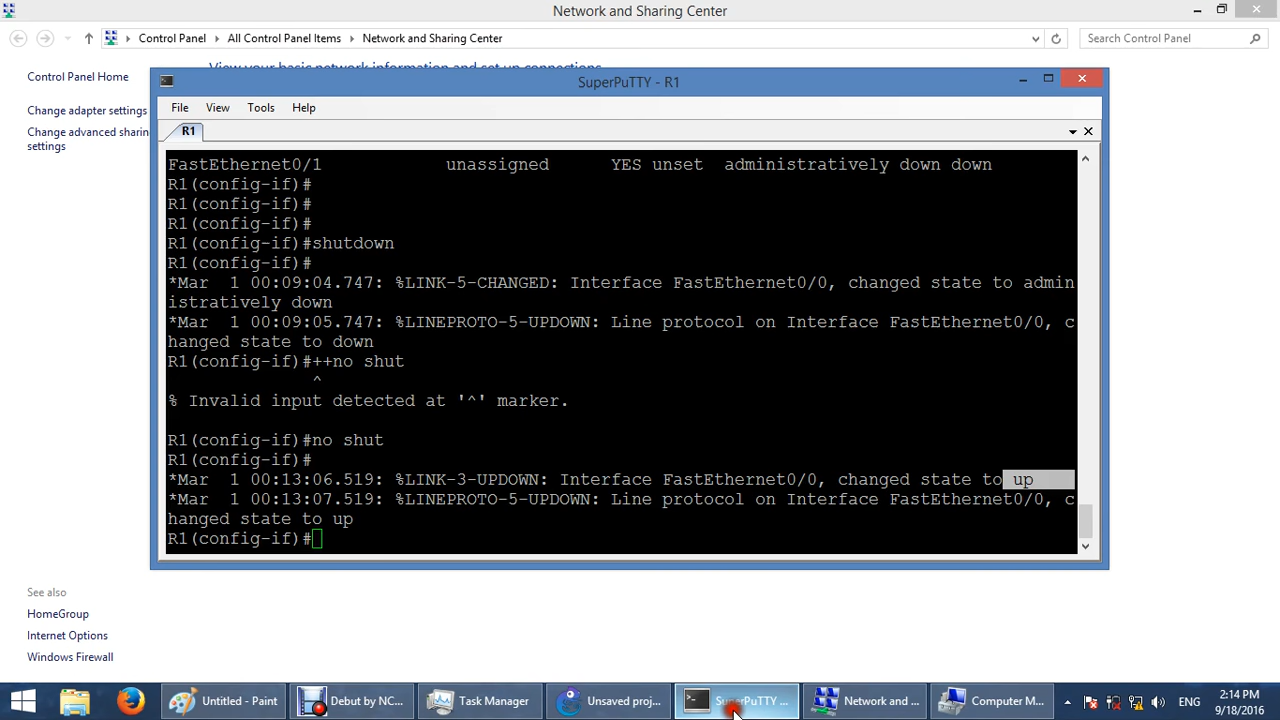 Network and Sharing Center
Control Panel
All Control Panel Items
Network and Sharing Center
Search Control Panel
Control Panel Home
View your basic network information and set up connections
Change adapter settings
Change advanced sharin
settings
SuperPuTTY - R1
File View Tools Help
R1
FastEthernet0/1 unassigned YES unset administratively down down
R1(config-if)#
R1(config-if)#
R1(config-if)#
R1(config-if)#shutdown
R1(config-if)#
*Mar 1 00:09:04.747: %LINK-5-CHANGED: Interface FastEthernet0/0, changed state to admin
istratively down
*Mar 1 00:09:05.747: %LINEPROTO-5-UPDOWN: Line protocol on Interface FastEthernet0/0, c
hanged state to down
R1(config-if)#++no shut
^
% Invalid input detected at '^' marker.
R1(config-if)#no shut
R1(config-if)#
*Mar 1 00:13:06.519: %LINK-3-UPDOWN: Interface FastEthernet0/0, changed state to up
*Mar 1 00:13:07.519: %LINEPROTO-5-UPDOWN: Line protocol on Interface FastEthernet0/0, c
hanged state to up
R1(config-if)#
See also
HomeGroup
Internet Options
Windows Firewall
Untitled - Paint
Debut by NC...
Task Manager
Unsaved proj...
SuperPuTTY ...
Network and ...
Computer M...
ENG
2:14 PM
9/18/2016